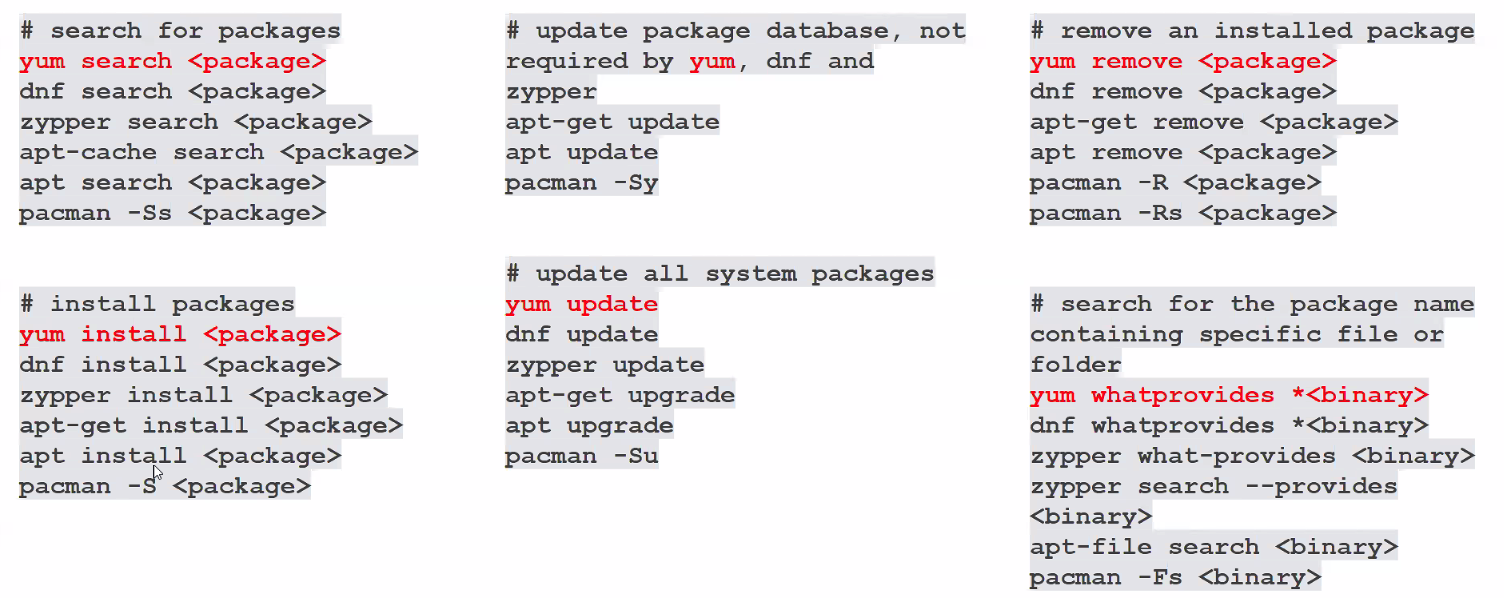 # search for packages
yum search <package>
dnf search <package>
zypper search <package>
apt-cache search <package>
apt search <package>
pacman -Ss <package>
# install packages
yum install <package>
dnf install <package>
zypper install <package>
apt-get install <package>
apt install <package>
pacman -S <package>
# update package database, not
required by yum, dnf and
zypper
apt-get update
apt update
pacman -Sy
# update all system packages
yum update
dnf update
zypper update
apt-get upgrade
apt upgrade
pacman -Su
# remove an installed package
yum remove <package>
dnf remove <package>
apt-get remove <package>
apt remove <package>
pacman -R <package>
pacman -Rs <package>
# search for the package name
containing specific file or
folder
yum whatprovides *<binary>
dnf whatprovides *<binary>
zypper what-provides <binary>
zypper search --provides
<binary>
apt-file search <binary>
pacman -Fs <binary>